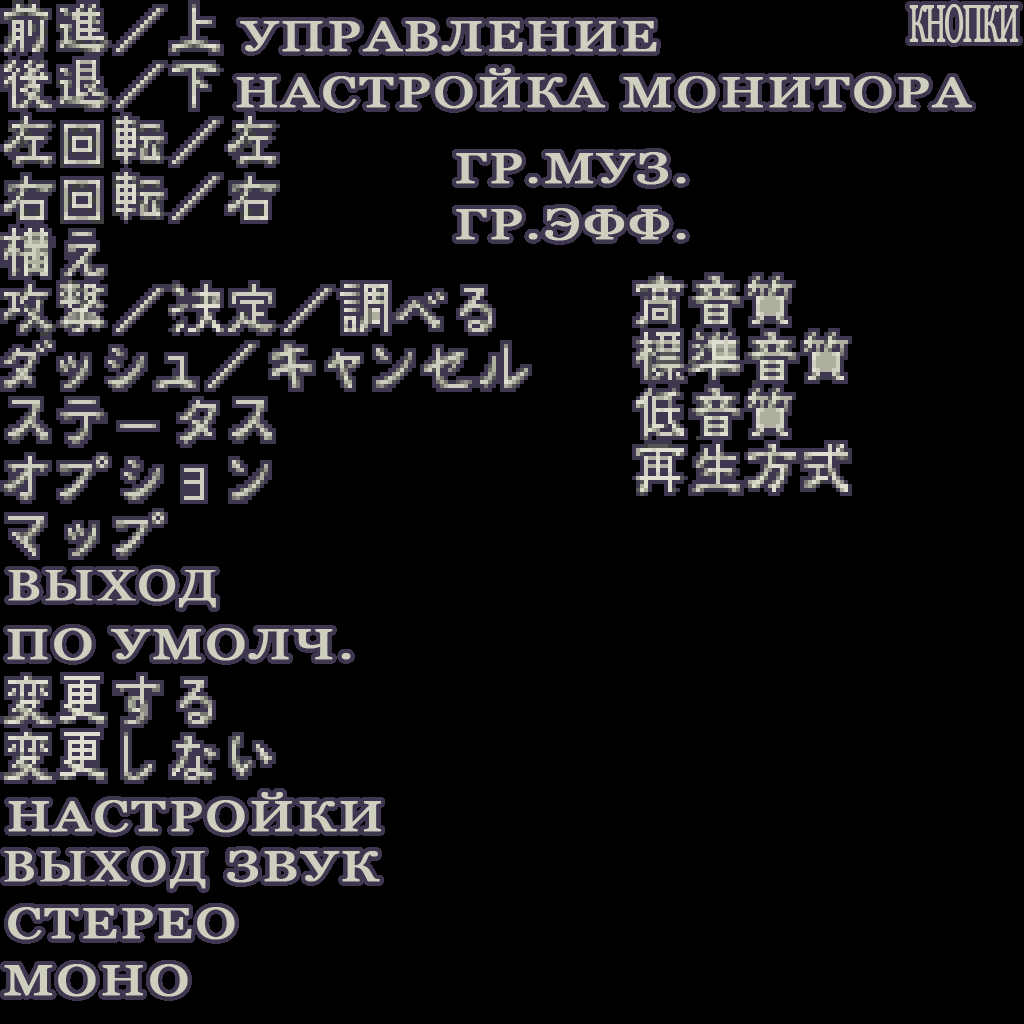 前進／上 УПРАВЛЕНИЕ КНОПКИ
後退／下 НАСТРОЙКА МОНИТОРА
左回転／左
ГР.МУЗ.
右回転／右
ГР.ЭФФ.
構え
攻撃／決定／調べる 高音質
ダッシュ／キャンセル 標準音質
ステータス 低音質
オプション 再生方式
マップ
ВЫХОД
ПО УМОЛЧ.
変更する
変更しない
НАСТРОЙКИ
ВЫХОД ЗВУК
СТЕРЕО
МОНО